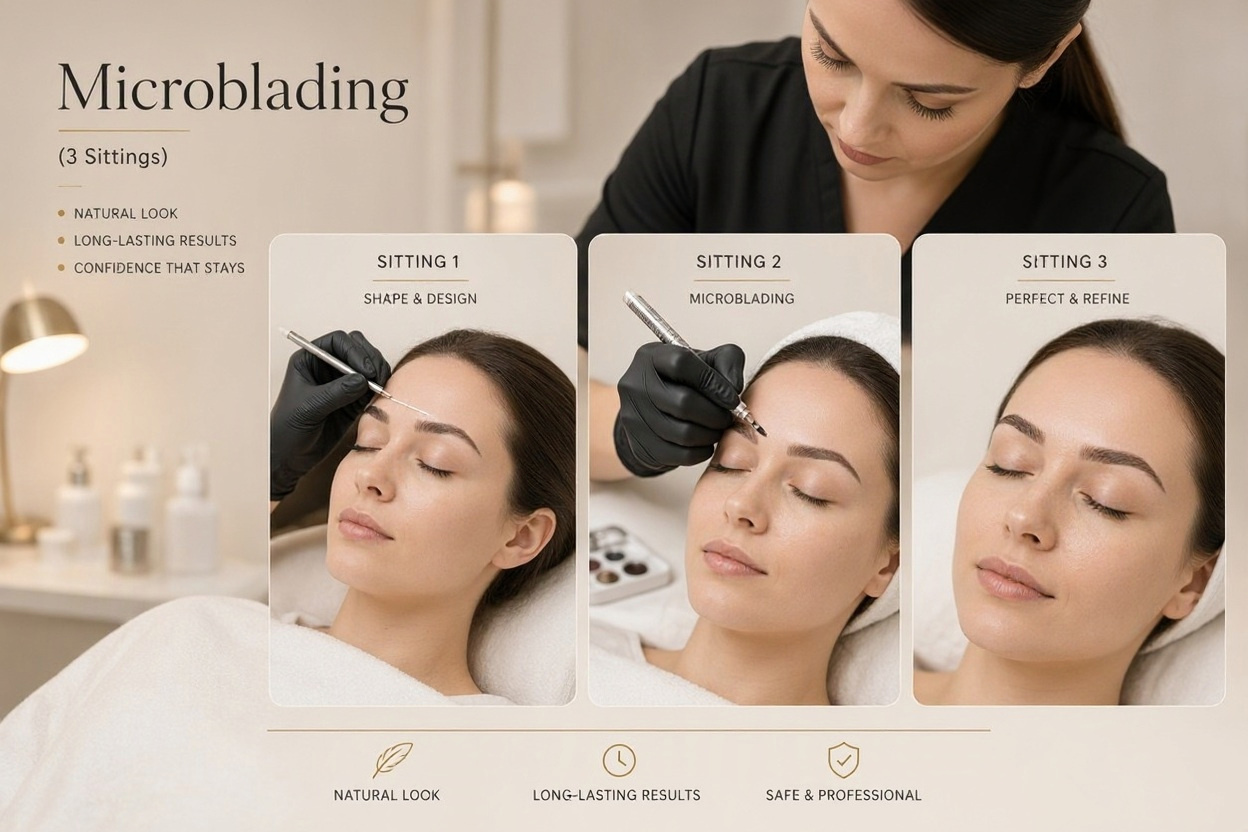 Microblading
(3 Sittings)
NATURAL LOOK
LONG-LASTING RESULTS
CONFIDENCE THAT STAYS
SITTING 1
SHAPE & DESIGN
SITTING 2
MICROBLADING
SITTING 3
PERFECT & REFINE
NATURAL LOOK
LONG-LASTING RESULTS
SAFE & PROFESSIONAL